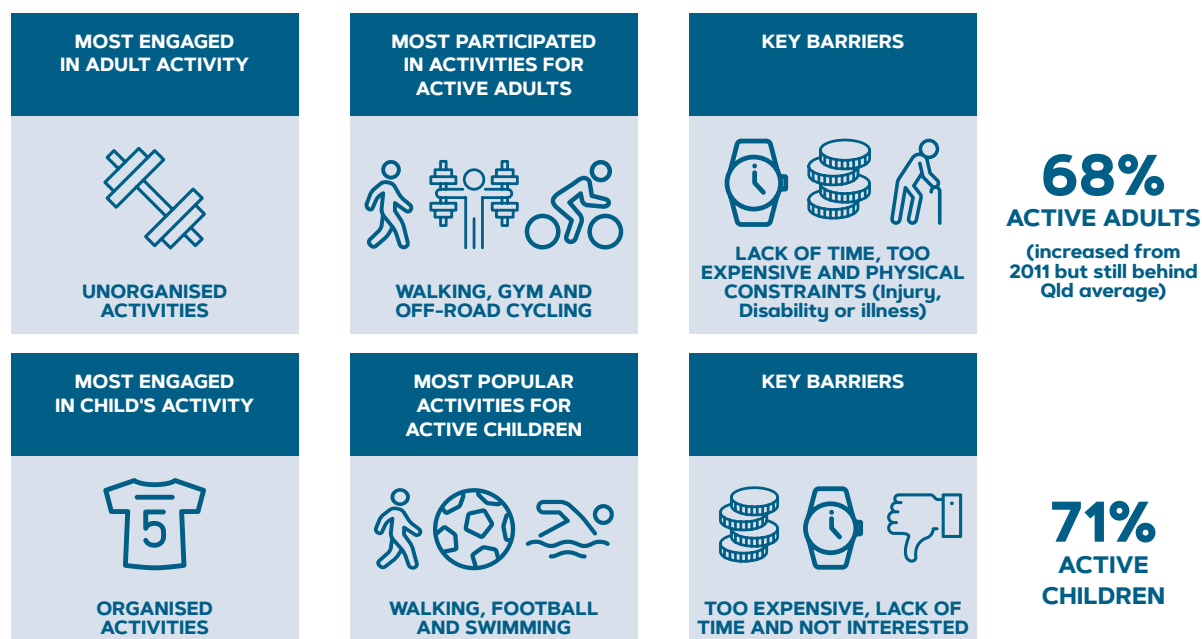 MOST ENGAGED
IN ADULT ACTIVITY
UNORGANISED
ACTIVITIES
MOST PARTICIPATED
IN ACTIVITIES FOR
ACTIVE ADULTS
WALKING, GYM AND
OFF-ROAD CYCLING
KEY BARRIERS
LACK OF TIME, TOO
EXPENSIVE AND PHYSICAL
CONSTRAINTS (Injury,
Disability or illness)
68%
ACTIVE ADULTS
(increased from
2011 but still behind
Qld average)
MOST ENGAGED
IN CHILD'S ACTIVITY
5
ORGANISED
ACTIVITIES
MOST POPULAR
ACTIVITIES FOR
ACTIVE CHILDREN
WALKING, FOOTBALL
AND SWIMMING
KEY BARRIERS
TOO EXPENSIVE, LACK OF
TIME AND NOT INTERESTED
71%
ACTIVE
CHILDREN